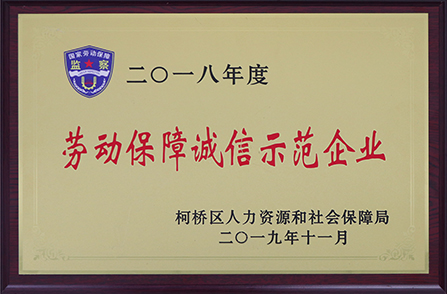 国家劳动保障
监察
二〇一八年度
劳动保障诚信示范企业
柯桥区人力资源和社会保障局
二〇一九年十一月